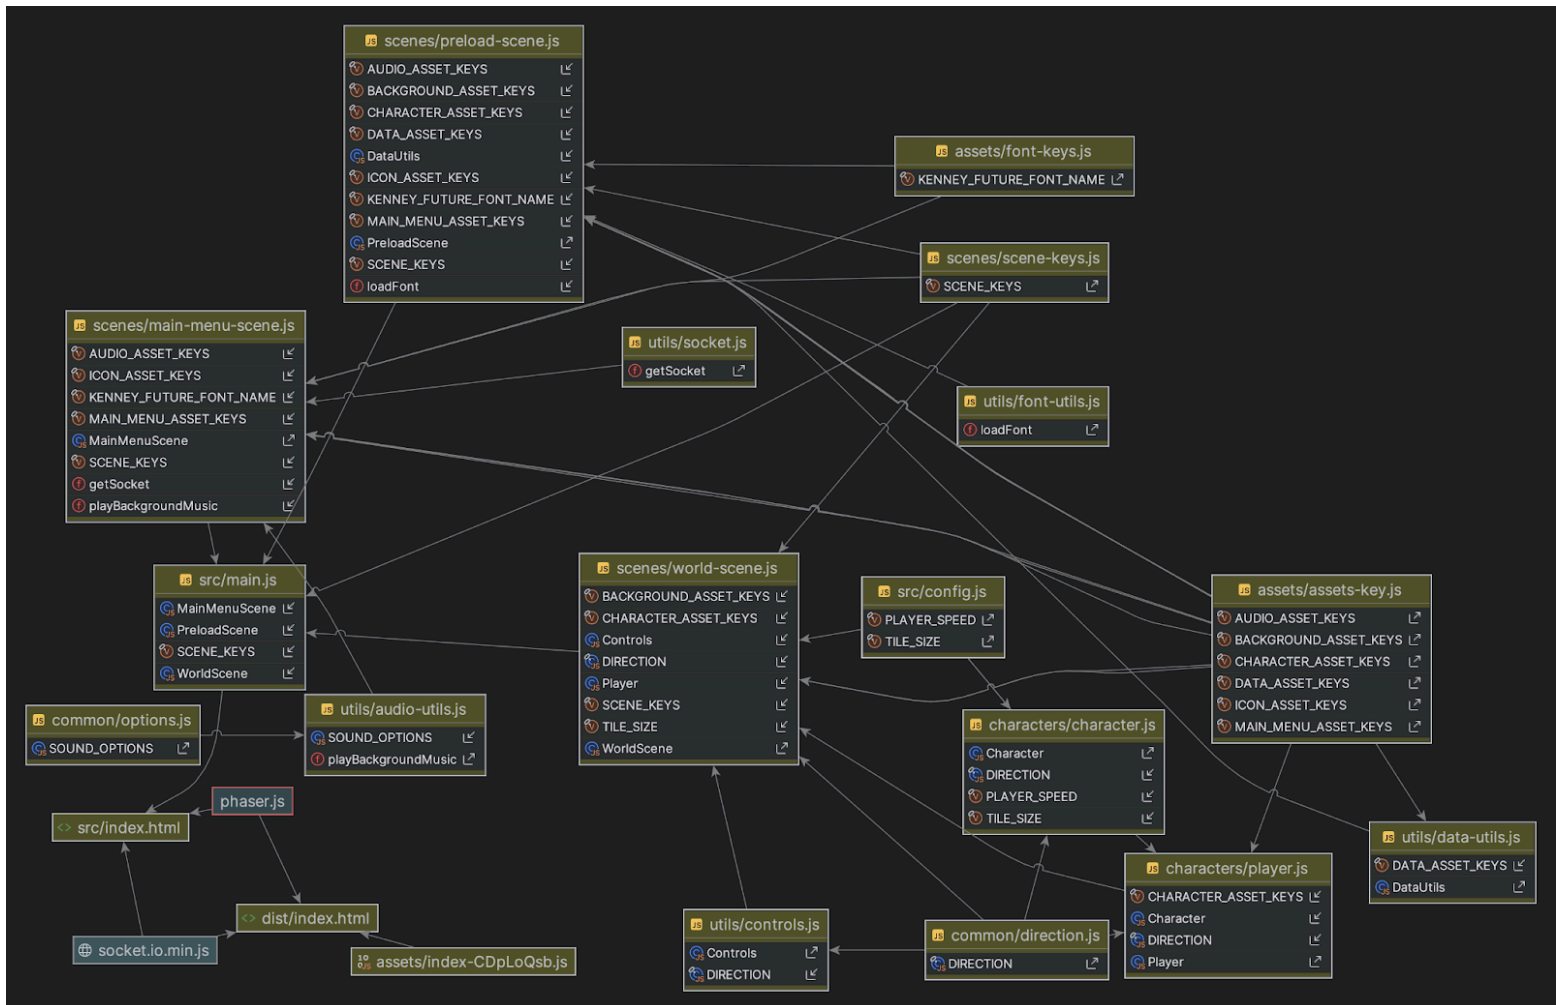 scenes/preload-scene.js
AUDIO_ASSET_KEYS
BACKGROUND_ASSET_KEYS
CHARACTER_ASSET_KEYS
DATA_ASSET_KEYS
DataUtils
ICON_ASSET_KEYS
KENNEY_FUTURE_FONT_NAME
MAIN_MENU_ASSET_KEYS
PreloadScene
SCENE_KEYS
loadFont
assets/font-keys.js
KENNEY_FUTURE_FONT_NAME
scenes/scene-keys.js
SCENE_KEYS
scenes/main-menu-scene.js
AUDIO_ASSET_KEYS
ICON_ASSET_KEYS
KENNEY_FUTURE_FONT_NAME
MAIN_MENU_ASSET_KEYS
MainMenuScene
SCENE_KEYS
getSocket
playBackgroundMusic
utils/socket.js
getSocket
utils/font-utils.js
loadFont
src/main.js
MainMenuScene
PreloadScene
SCENE_KEYS
WorldScene
scenes/world-scene.js
BACKGROUND_ASSET_KEYS
CHARACTER_ASSET_KEYS
Controls
DIRECTION
Player
SCENE_KEYS
TILE_SIZE
WorldScene
src/config.js
PLAYER_SPEED
TILE_SIZE
assets/assets-key.js
AUDIO_ASSET_KEYS
BACKGROUND_ASSET_KEYS
CHARACTER_ASSET_KEYS
DATA_ASSET_KEYS
ICON_ASSET_KEYS
MAIN_MENU_ASSET_KEYS
common/options.js
SOUND_OPTIONS
utils/audio-utils.js
SOUND_OPTIONS
playBackgroundMusic
characters/character.js
Character
DIRECTION
PLAYER_SPEED
TILE_SIZE
phaser.js
src/index.html
utils/data-utils.js
DATA_ASSET_KEYS
DataUtils
characters/player.js
CHARACTER_ASSET_KEYS
Character
DIRECTION
Player
dist/index.html
socket.io.min.js
assets/index-CDpLoQsb.js
utils/controls.js
Controls
DIRECTION
common/direction.js
DIRECTION